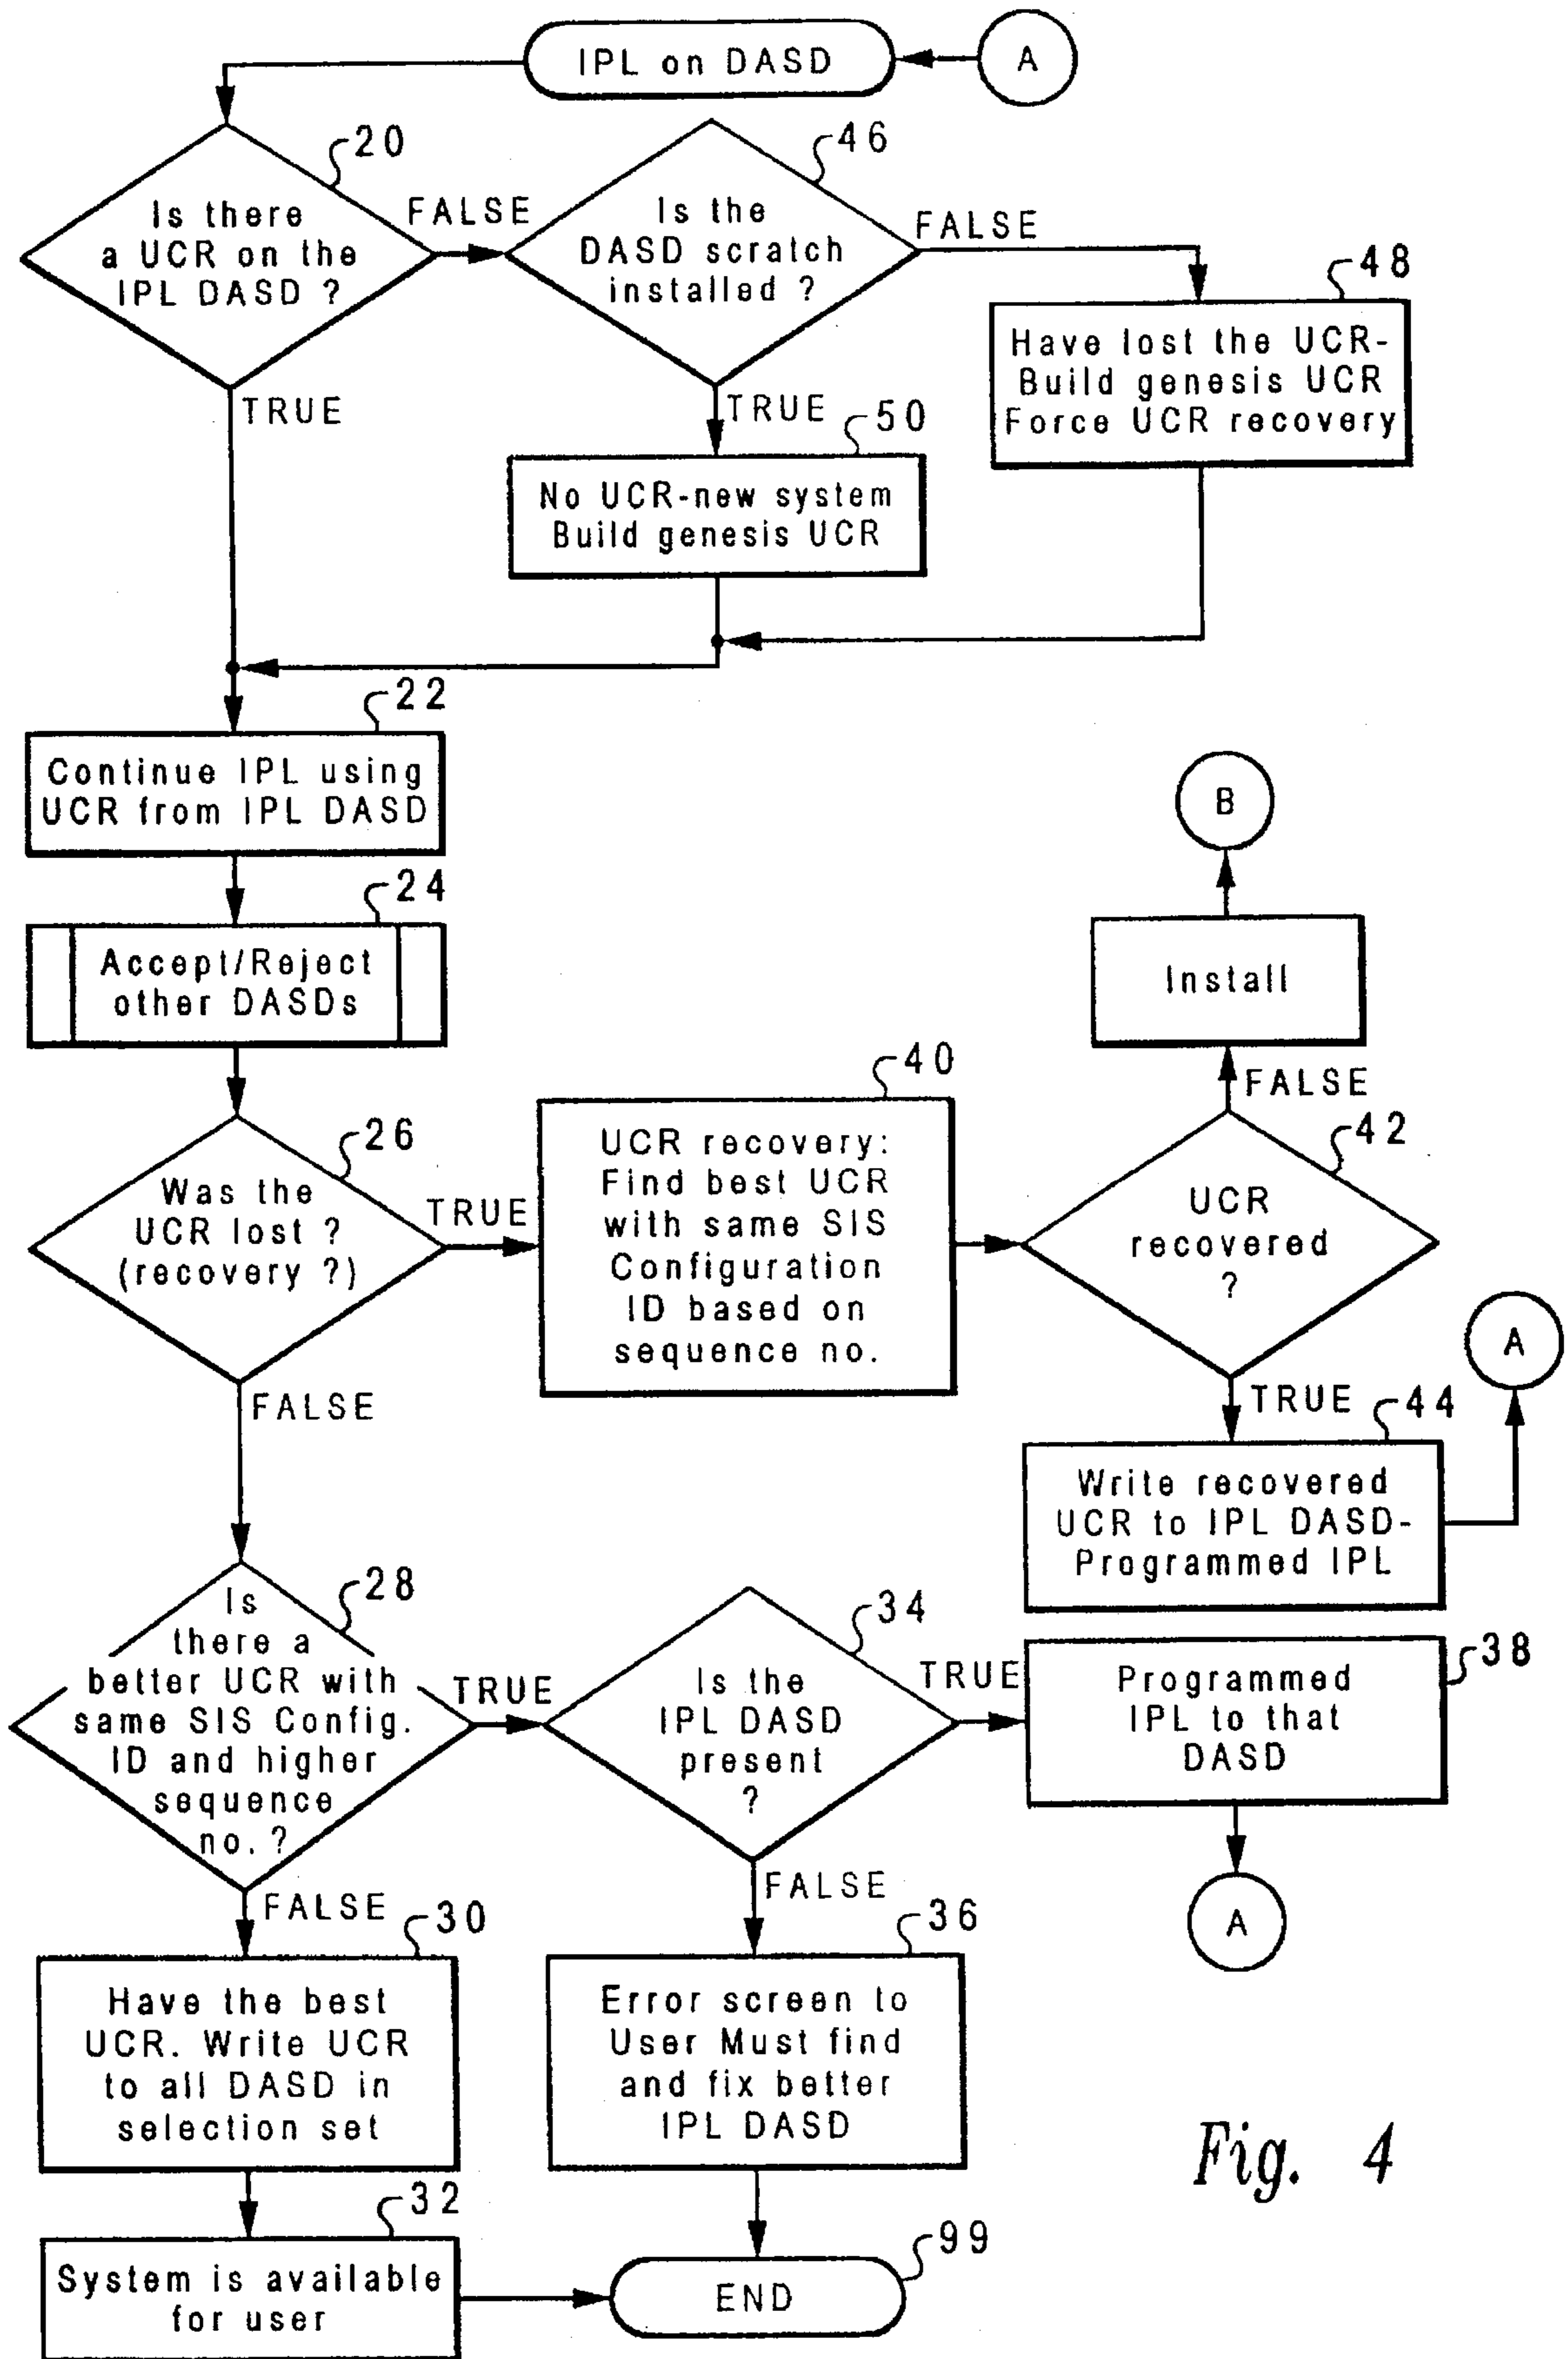 IPL on DASD
A
20
Is there
a UCR on the
IPL DASD ?
FALSE
TRUE
46
Is the
DASD scratch
installed ?
FALSE
TRUE
48
Have lost the UCR-
Build genesis UCR
Force UCR recovery
50
No UCR-new system
Build genesis UCR
22
Continue IPL using
UCR from IPL DASD
24
Accept/Reject
other DASDs
26
Was the
UCR lost ?
(recovery ?)
TRUE
FALSE
40
UCR recovery:
Find best UCR
with same SIS
Configuration
ID based on
sequence no.
B
Install
FALSE
42
UCR
recovered
?
TRUE
A
44
Write recovered
UCR to IPL DASD-
Programmed IPL
28
Is
there a
better UCR with
same SIS Config.
ID and higher
sequence
no. ?
TRUE
FALSE
34
Is the
IPL DASD
present
?
TRUE
FALSE
38
Programmed
IPL to that
DASD
A
30
Have the best
UCR. Write UCR
to all DASD in
selection set
36
Error screen to
User Must find
and fix better
IPL DASD
32
System is available
for user
99
END
Fig. 4